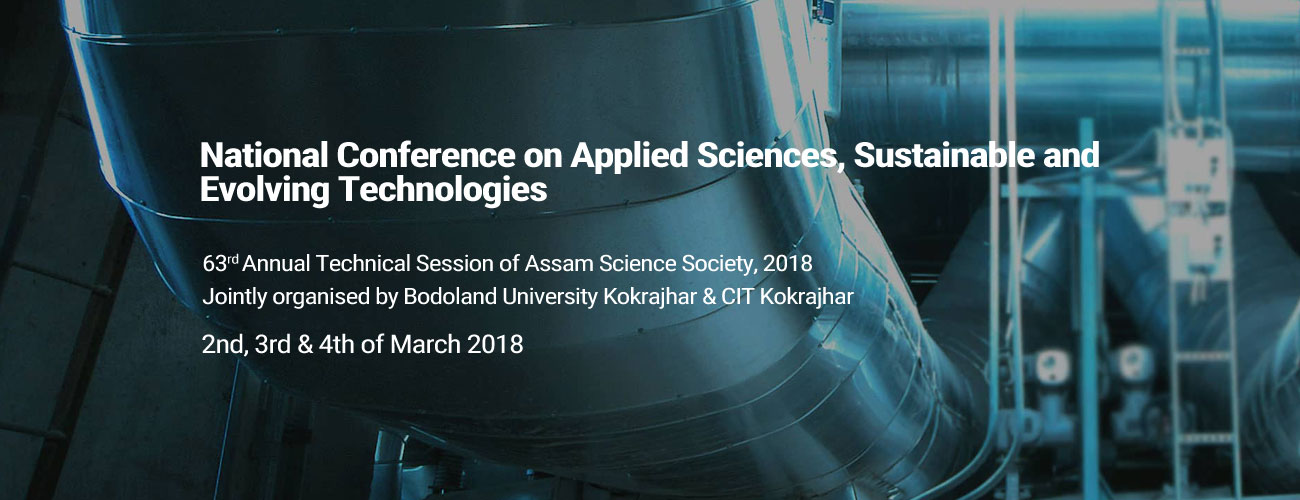 National Conference on Applied Sciences, Sustainable and
Evolving Technologies
63rd Annual Technical Session of Assam Science Society, 2018
Jointly organised by Bodoland University Kokrajhar & CIT Kokrajhar
2nd, 3rd & 4th of March 2018